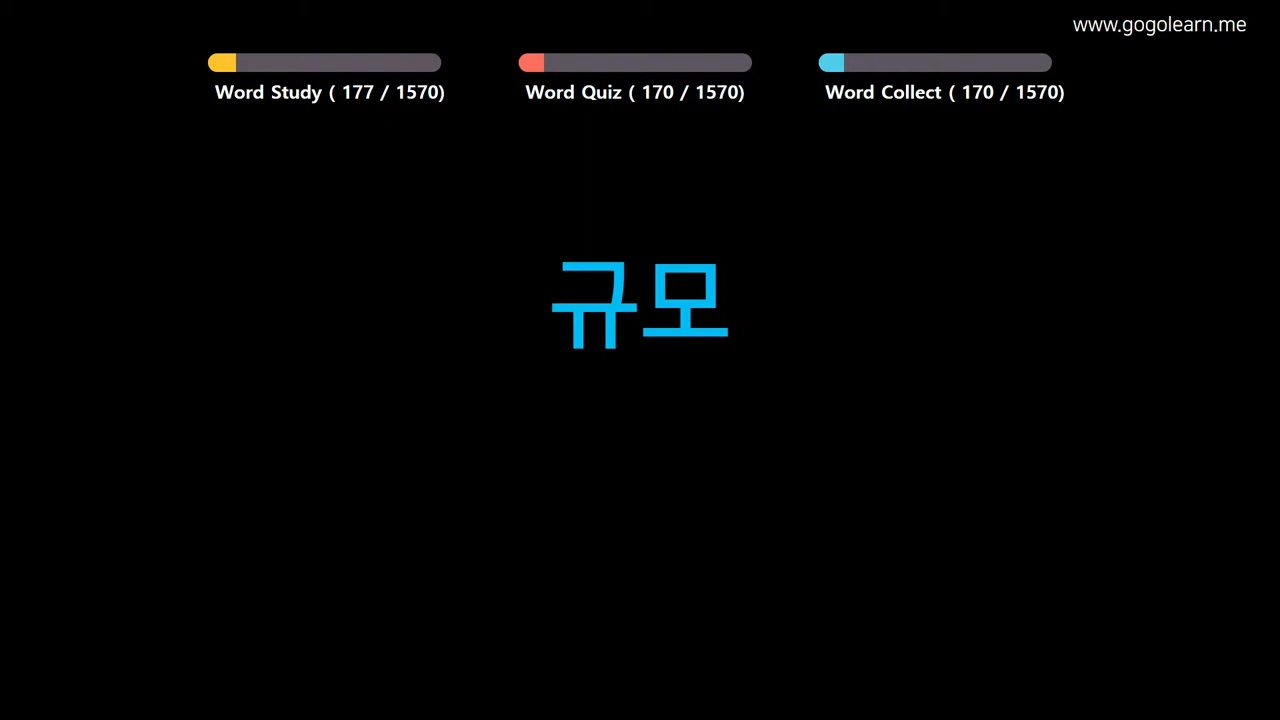 www.gogolearn.me
Word Study ( 177 / 1570)
Word Quiz ( 170 / 1570)
Word Collect ( 170 / 1570)
규모